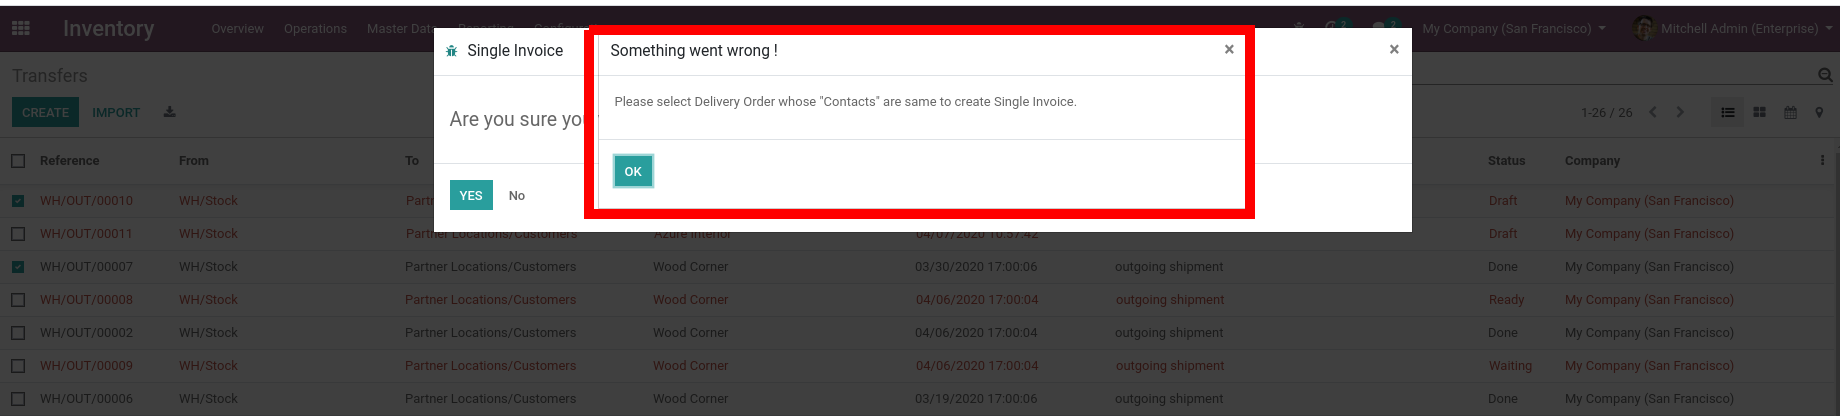 Inventory Overview Operations Master Data Reporting 2 2 My Company (San Francisco) Mitchell Admin (Enterprise)
Single Invoice Something went wrong ! × ×
Transfers
Please select Delivery Order whose "Contacts" are same to create Single Invoice.
CREATE IMPORT 1-26 / 26
Are you sure you
Reference From To Status Company
OK
YES No
WH/OUT/00010 WH/Stock Partn Draft My Company (San Francisco)
WH/OUT/00011 WH/Stock Partner Locations/Customers Azure Interior 04/07/2020 16:57:42 Draft My Company (San Francisco)
WH/OUT/00007 WH/Stock Partner Locations/Customers Wood Corner 03/30/2020 17:00:06 outgoing shipment Done My Company (San Francisco)
WH/OUT/00008 WH/Stock Partner Locations/Customers Wood Corner 04/06/2020 17:00:04 outgoing shipment Ready My Company (San Francisco)
WH/OUT/00002 WH/Stock Partner Locations/Customers Wood Corner 04/06/2020 17:00:04 outgoing shipment Done My Company (San Francisco)
WH/OUT/00009 WH/Stock Partner Locations/Customers Wood Corner 04/06/2020 17:00:04 outgoing shipment Waiting My Company (San Francisco)
WH/OUT/00006 WH/Stock Partner Locations/Customers Wood Corner 03/19/2020 17:00:06 outgoing shipment Done My Company (San Francisco)